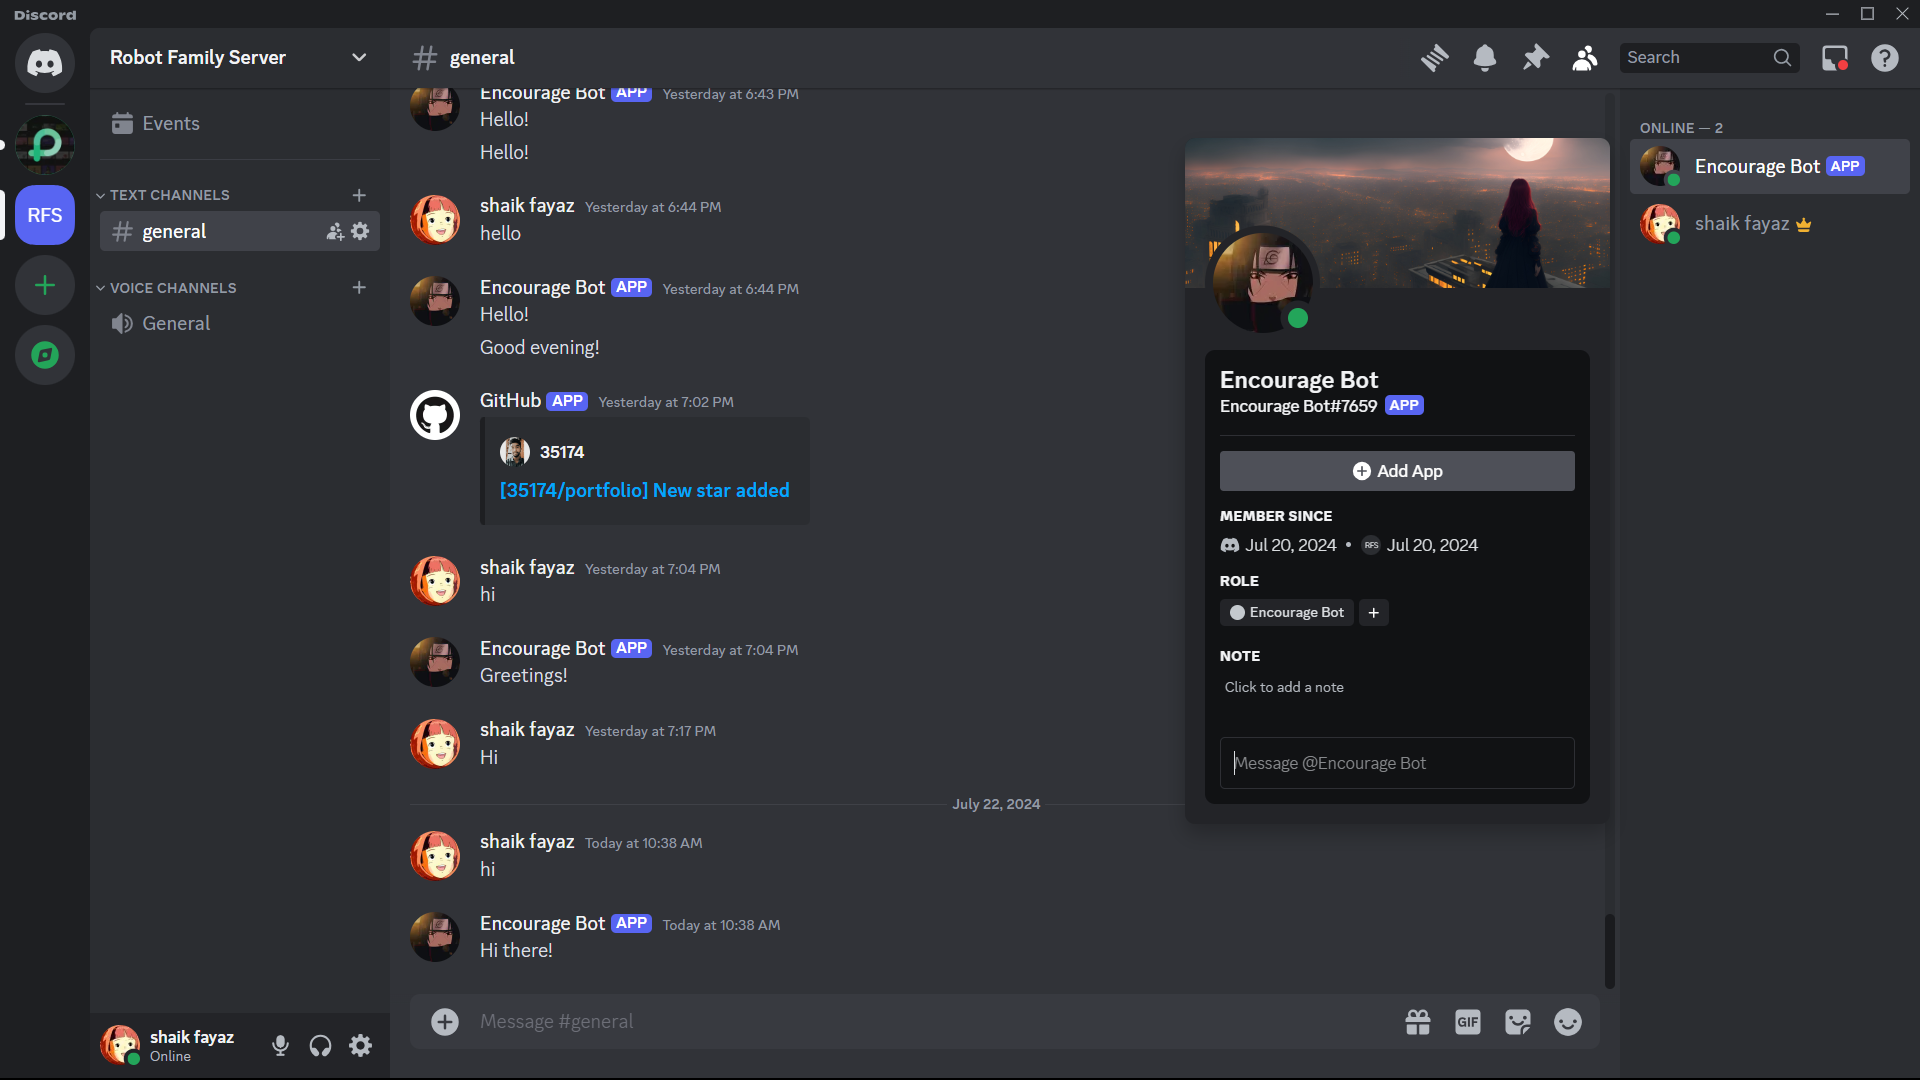 Discord
Robot Family Server
general
Search
Events
TEXT CHANNELS
general
VOICE CHANNELS
General
RFS
Encourage Bot APP Yesterday at 6:43 PM
Hello!
Hello!
shaik fayaz Yesterday at 6:44 PM
hello
Encourage Bot APP Yesterday at 6:44 PM
Hello!
Good evening!
GitHub APP Yesterday at 7:02 PM
35174
[35174/portfolio] New star added
shaik fayaz Yesterday at 7:04 PM
hi
Encourage Bot APP Yesterday at 7:04 PM
Greetings!
shaik fayaz Yesterday at 7:17 PM
Hi
July 22, 2024
shaik fayaz Today at 10:38 AM
hi
Encourage Bot APP Today at 10:38 AM
Hi there!
Message #general
GIF
shaik fayaz
Online
Encourage Bot
Encourage Bot#7659 APP
Add App
MEMBER SINCE
Jul 20, 2024 • RFS Jul 20, 2024
ROLE
Encourage Bot
NOTE
Click to add a note
Message @Encourage Bot
ONLINE — 2
Encourage Bot APP
shaik fayaz